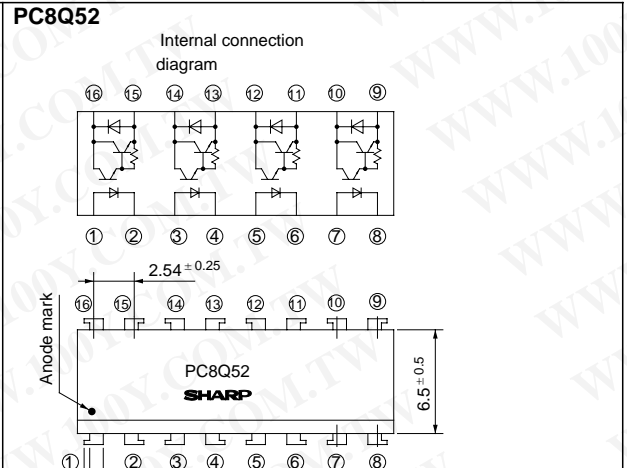 PC8Q52
Internal connection
diagram
⑯ ⑮ ⑭ ⑬ ⑫ ⑪ ⑩ ⑨
① ② ③ ④ ⑤ ⑥ ⑦ ⑧
2.54 ± 0.25
⑯ ⑮ ⑭ ⑬ ⑫ ⑪ ⑩ ⑨
Anode mark
PC8Q52
SHARP
6.5 ± 0.5
① ② ③ ④ ⑤ ⑥ ⑦ ⑧